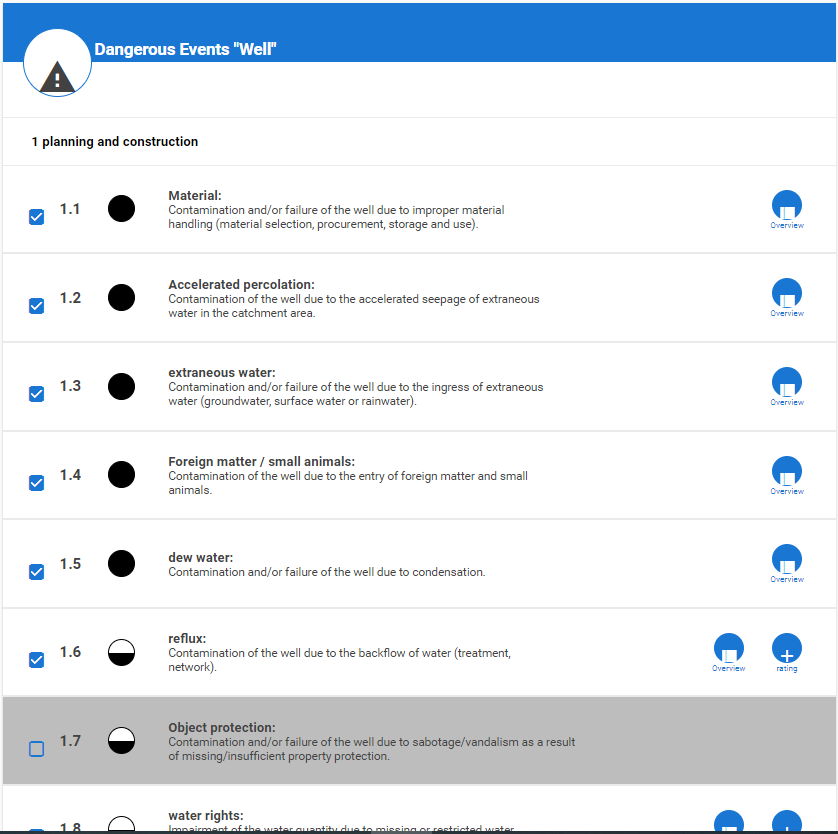 Dangerous Events "Well"
1 planning and construction
1.1
Material:
Contamination and/or failure of the well due to improper material
handling (material selection, procurement, storage and use).
Overview
1.2
Accelerated percolation:
Contamination of the well due to the accelerated seepage of extraneous
water in the catchment area.
Overview
1.3
extraneous water:
Contamination and/or failure of the well due to the ingress of extraneous
water (groundwater, surface water or rainwater).
Overview
1.4
Foreign matter / small animals:
Contamination of the well due to the entry of foreign matter and small
animals.
Overview
1.5
dew water:
Contamination and/or failure of the well due to condensation.
Overview
1.6
reflux:
Contamination of the well due to the backflow of water (treatment,
network).
Overview
rating
1.7
Object protection:
Contamination and/or failure of the well due to sabotage/vandalism as a result
of missing/insufficient property protection.
1.8
water rights:
Impairment of the water quantity due to missing or restricted water